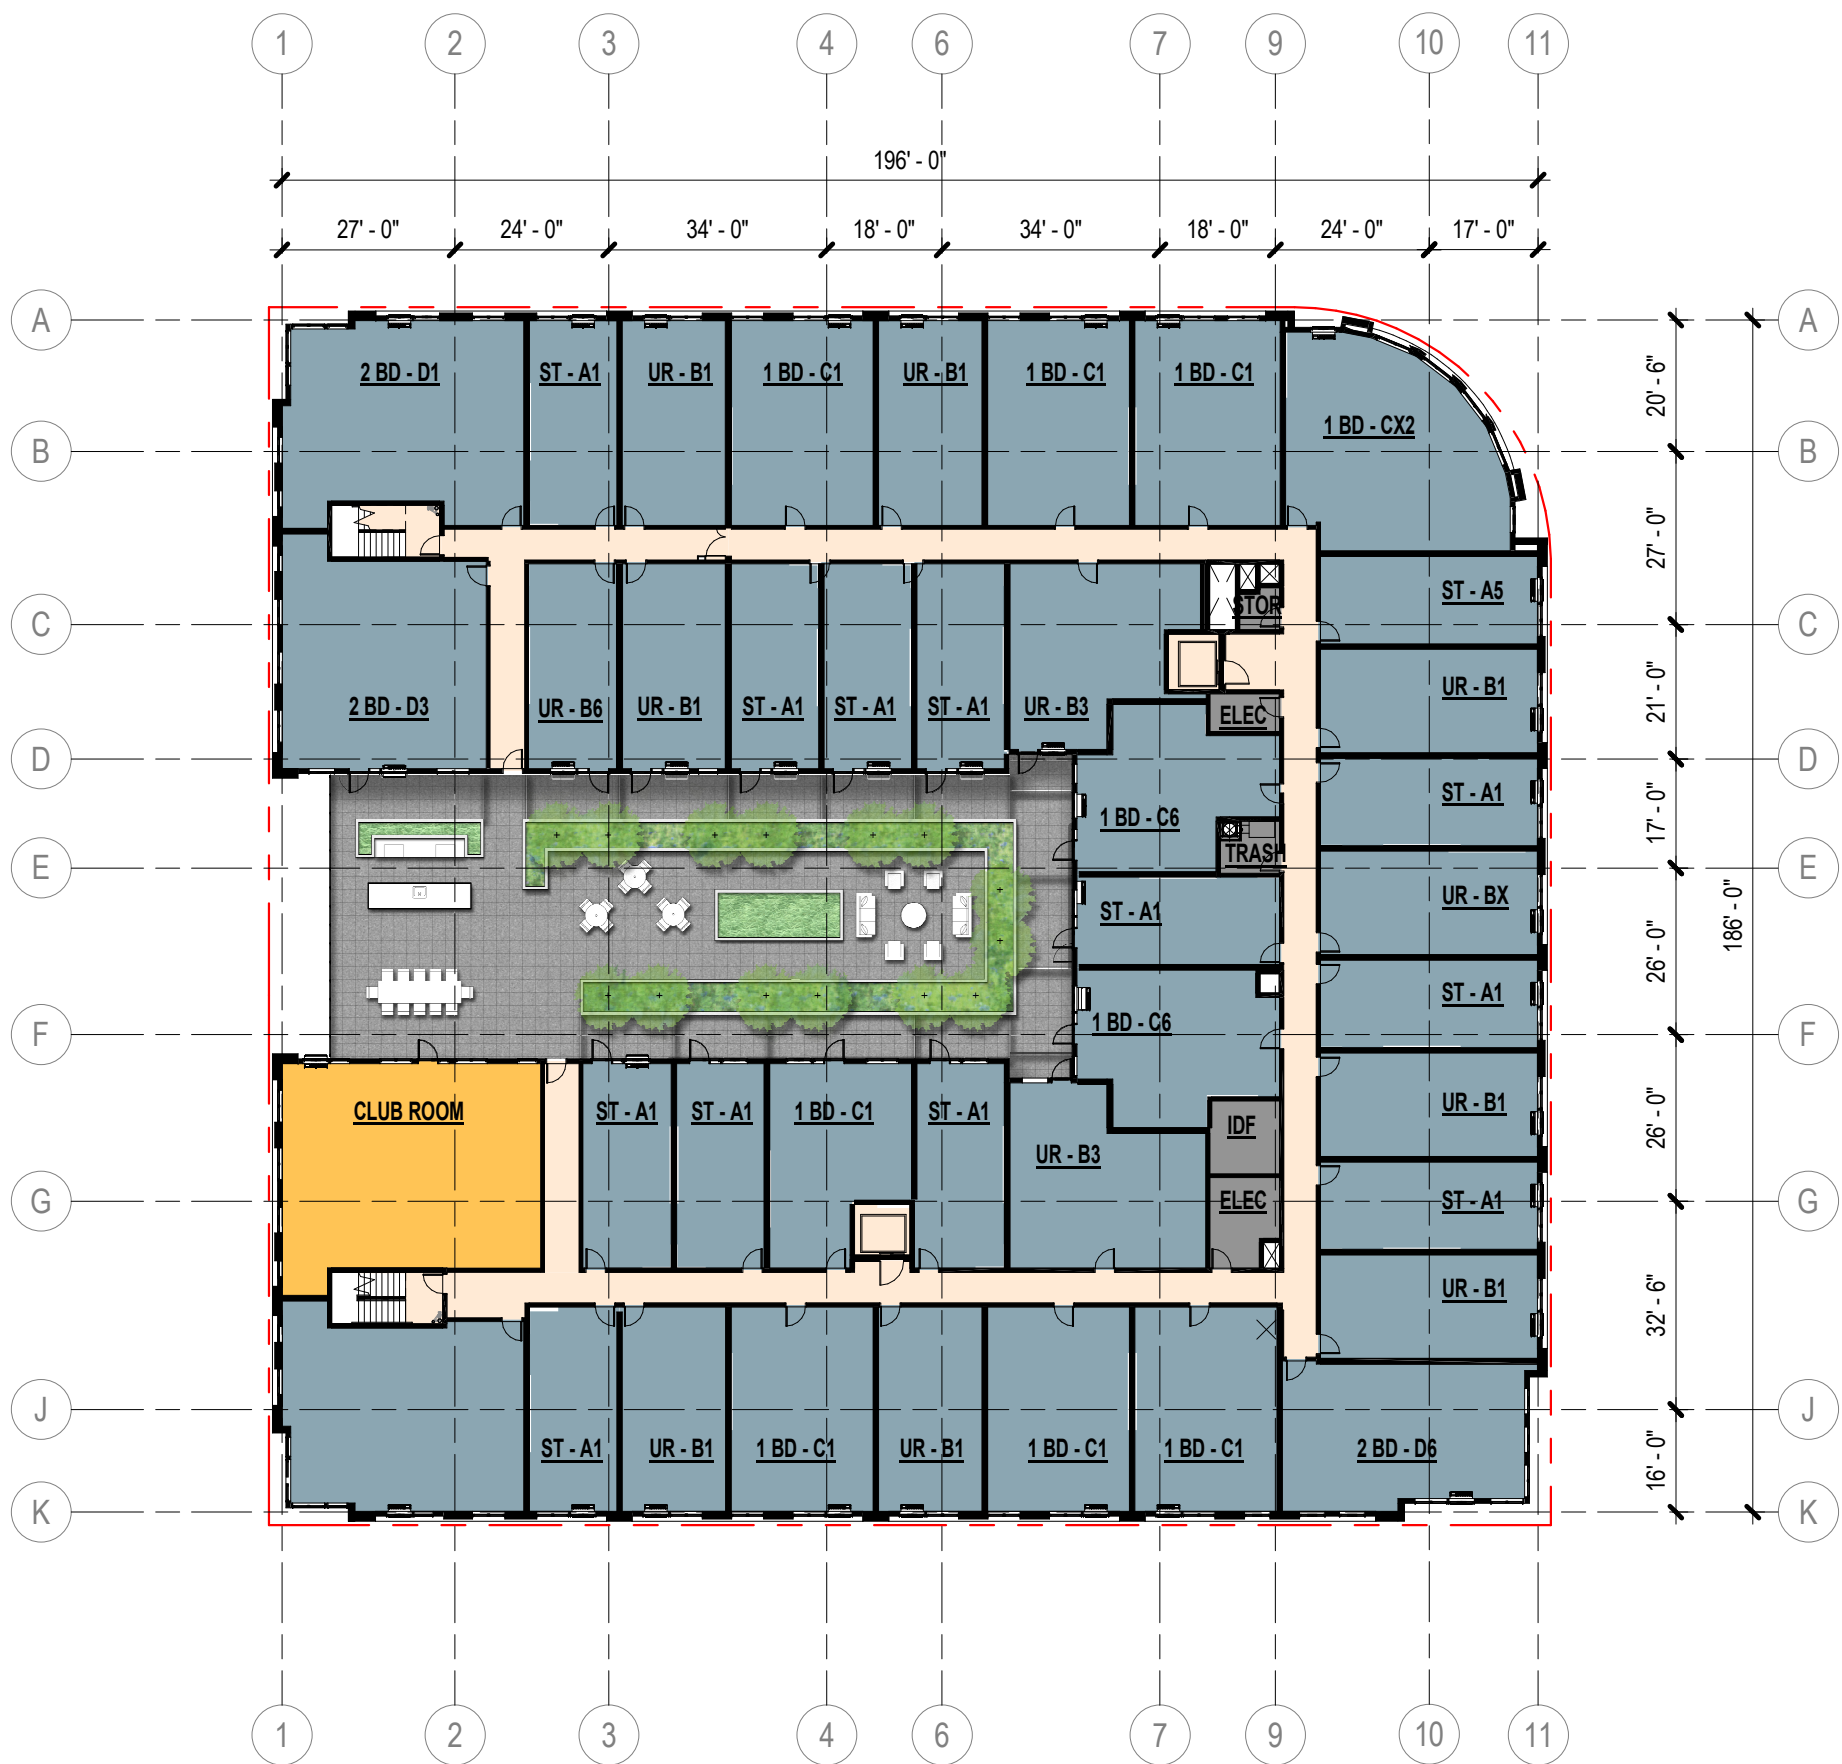 1 2 3 4 6 7 9 10 11
196' - 0"
27' - 0" 24' - 0" 34' - 0" 18' - 0" 34' - 0" 18' - 0" 24' - 0" 17' - 0"
A A
2 BD - D1 ST - A1 UR - B1 1 BD - C1 UR - B1 1 BD - C1 1 BD - C1
20' - 6"
1 BD - CX2
B B
27' - 0"
ST - A5
STOR
C C
UR - B1
21' - 0"
2 BD - D3 UR - B6 UR - B1 ST - A1 ST - A1 ST - A1 UR - B3
ELEC
D D
ST - A1
17' - 0"
1 BD - C6
TRASH
E E
UR - BX
ST - A1
186' - 0"
26' - 0"
ST - A1
1 BD - C6
F F
CLUB ROOM ST - A1 ST - A1 1 BD - C1 ST - A1
UR - B1
IDF
26' - 0"
UR - B3
ELEC
ST - A1
G G
UR - B1
32' - 6"
J J
ST - A1 UR - B1 1 BD - C1 UR - B1 1 BD - C1 1 BD - C1 2 BD - D6
16' - 0"
K K
1 2 3 4 6 7 9 10 11